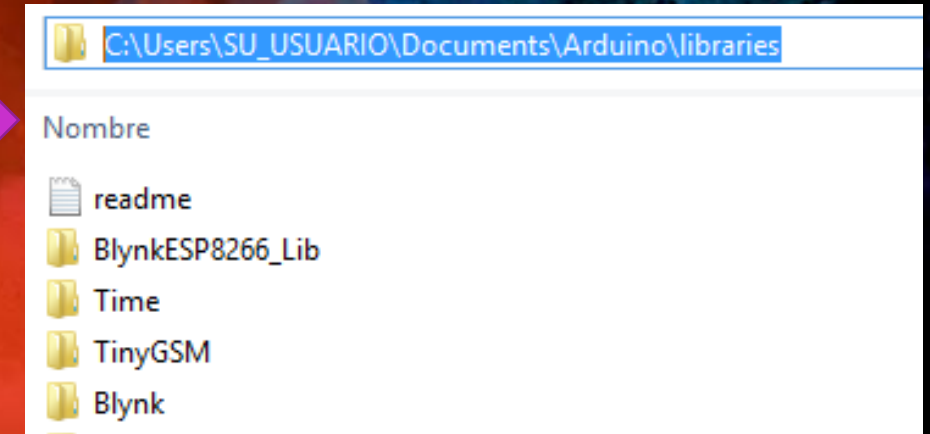 C:\Users\SU_USUARIO\Documents\Arduino\libraries
Nombre
readme
BlynkESP8266_Lib
Time
TinyGSM
Blynk